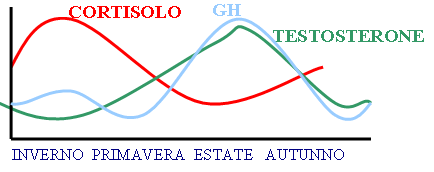 CORTISOLO
GH
TESTOSTERONE
INVERNO PRIMAVERA ESTATE AUTUNNO